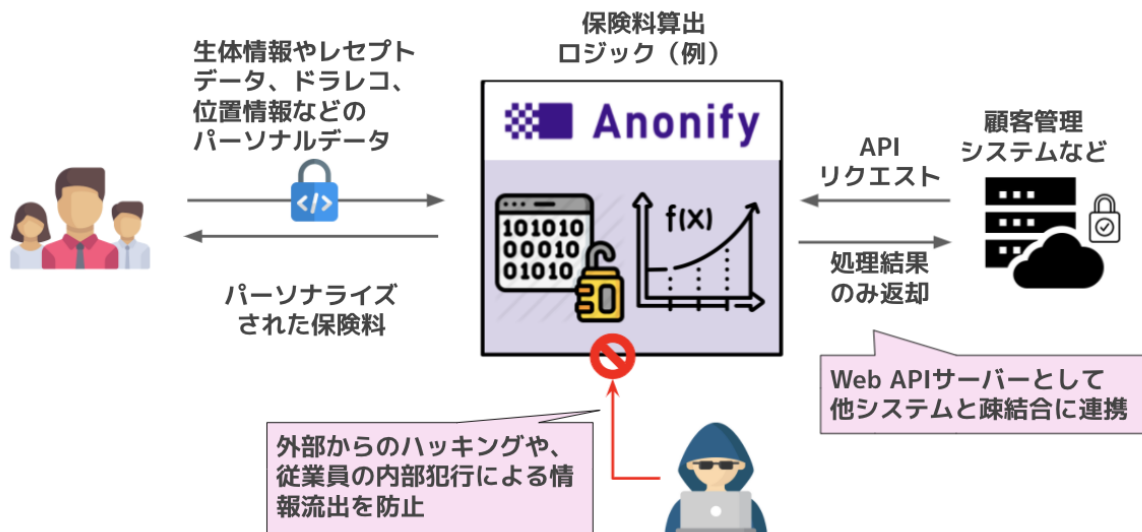 保険料算出
ロジック（例）
生体情報やレセプト
データ、ドラレコ、
位置情報などの
パーソナルデータ
</>
パーソナライズ
された保険料
Anonify
101010
00010
01010
f(x)
API
リクエスト
顧客管理
システムなど
処理結果
のみ返却
Web APIサーバーとして
他システムと疎結合に連携
外部からのハッキングや、
従業員の内部犯行による情
報流出を防止